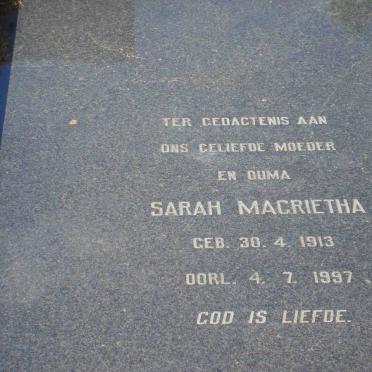 TER GEDAGTENIS AAN
ONS GELIEFDE MOEDER
EN OUMA
SARAH MAGRIETHA
GEB. 30. 4. 1913
OORL. 4. 7. 1997
GOD IS LIEFDE.